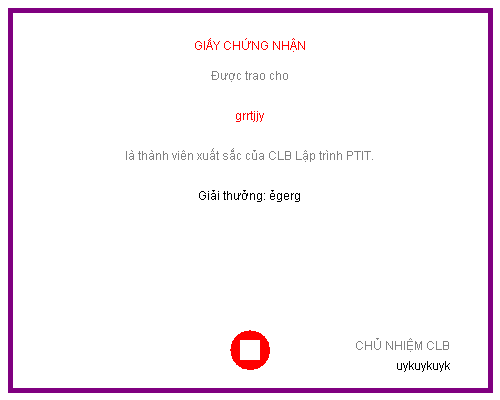 GIẤY CHỨNG NHẬN
Được trao cho
grrtjjy
là thành viên xuất sắc của CLB Lập trình PTIT.
Giải thưởng: ẻgerg
CHỦ NHIỆM CLB
uykuykuyk